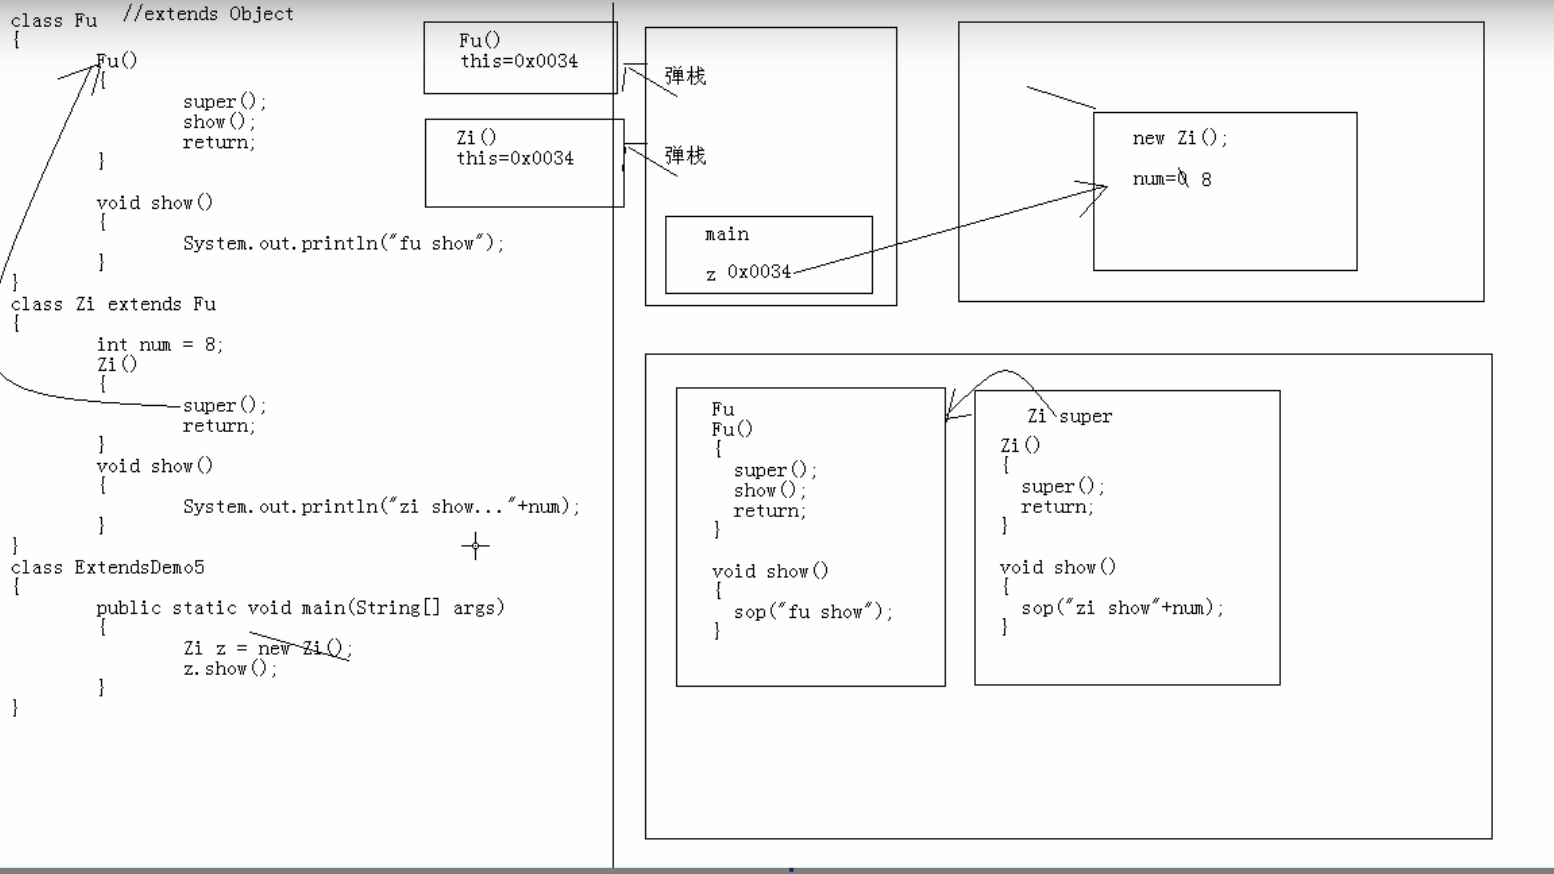 class Fu //extends Object
{
Fu()
{
super();
show();
return;
}
void show()
{
System.out.println("fu show");
}
}
class Zi extends Fu
{
int num = 8;
Zi()
{
super();
return;
}
void show()
{
System.out.println("zi show..."+num);
}
}
class ExtendsDemo5
{
public static void main(String[] args)
{
Zi z = new Zi();
z.show();
}
}
Fu()
this=0x0034
弹栈
Zi()
this=0x0034
弹栈
main
z 0x0034
new Zi();
num=0 8
Fu
Fu()
{
super();
show();
return;
}
void show()
{
sop("fu show");
}
Zi super
Zi()
{
super();
return;
}
void show()
{
sop("zi show"+num);
}